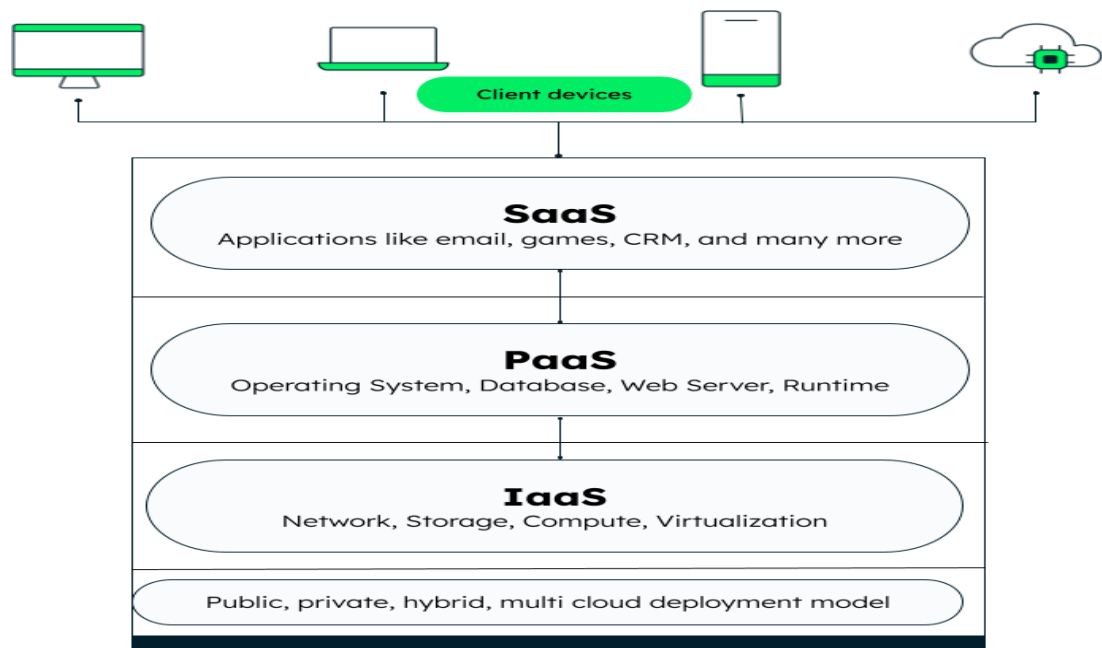 Client devices
SaaS
Applications like email, games, CRM, and many more
PaaS
Operating System, Database, Web Server, Runtime
IaaS
Network, Storage, Compute, Virtualization
Public, private, hybrid, multi cloud deployment model